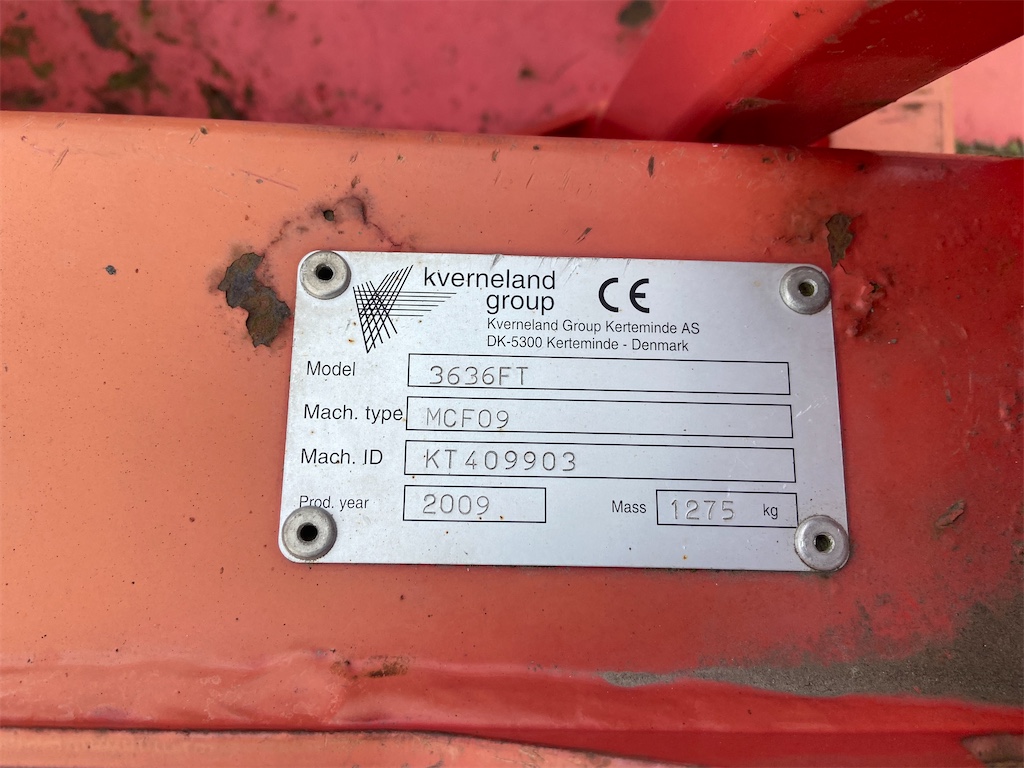 kverneland
group CE
Kverneland Group Kerteminde AS
DK-5300 Kerteminde - Denmark
Model 3636FT
Mach. type MCF09
Mach. ID KT409903
Prod. year 2009 Mass 1275 kg